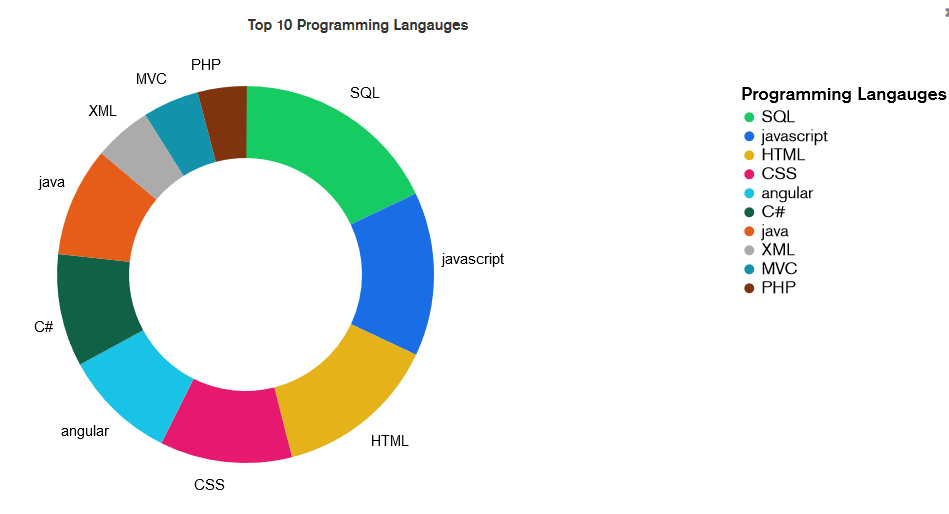 Top 10 Programming Langauges
PHP
MVC
SQL
XML
java
javascript
C#
angular
HTML
CSS
Programming Langauges
SQL
javascript
HTML
CSS
angular
C#
java
XML
MVC
PHP